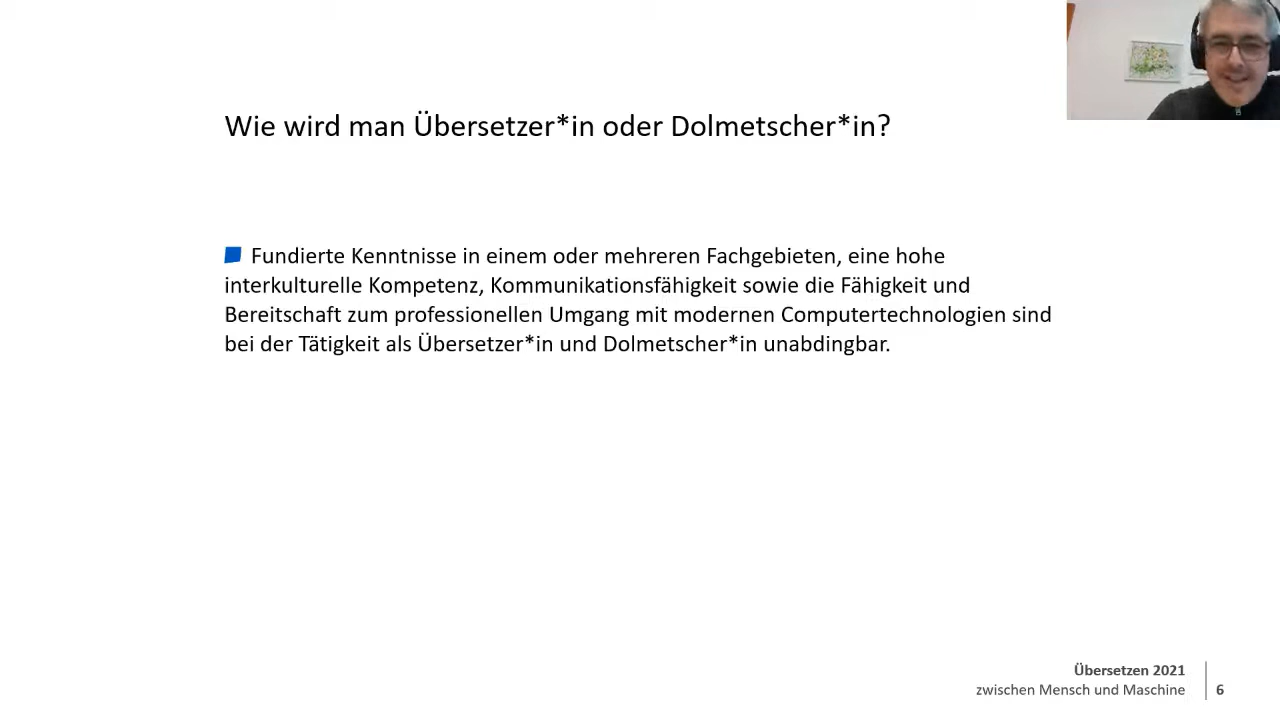 Wie wird man Übersetzer*in oder Dolmetscher*in?
Fundierte Kenntnisse in einem oder mehreren Fachgebieten, eine hohe
interkulturelle Kompetenz, Kommunikationsfähigkeit sowie die Fähigkeit und
Bereitschaft zum professionellen Umgang mit modernen Computertechnologien sind
bei der Tätigkeit als Übersetzer*in und Dolmetscher*in unabdingbar.
Übersetzen 2021
zwischen Mensch und Maschine
6